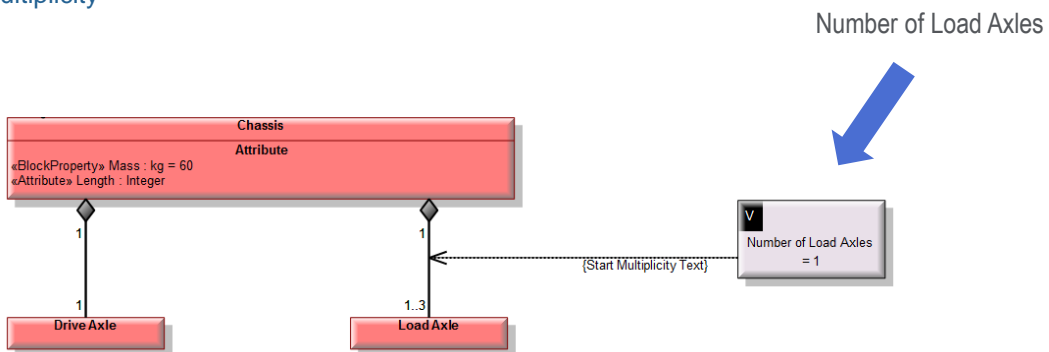 Number of Load Axles
Chassis
Attribute
«BlockProperty» Mass : kg = 60
«Attribute» Length : Integer
V
Number of Load Axles
= 1
1
1
{Start Multiplicity Text}
1
1..3
Drive Axle
Load Axle